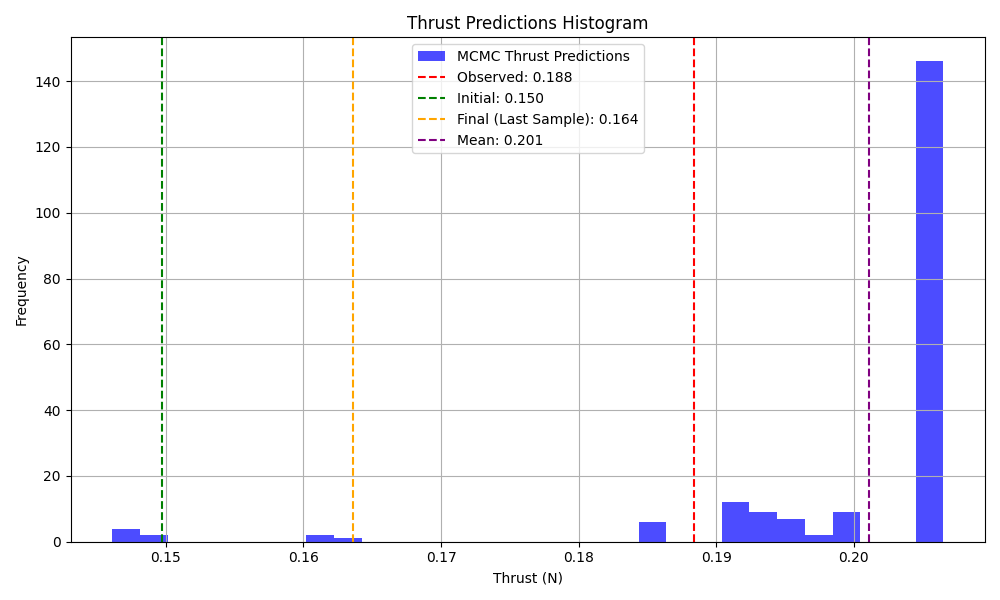 Thrust Predictions Histogram
MCMC Thrust Predictions
Observed: 0.188
Initial: 0.150
Final (Last Sample): 0.164
Mean: 0.201
Frequency
140
120
100
80
60
40
20
0
0.15 0.16 0.17 0.18 0.19 0.20
Thrust (N)